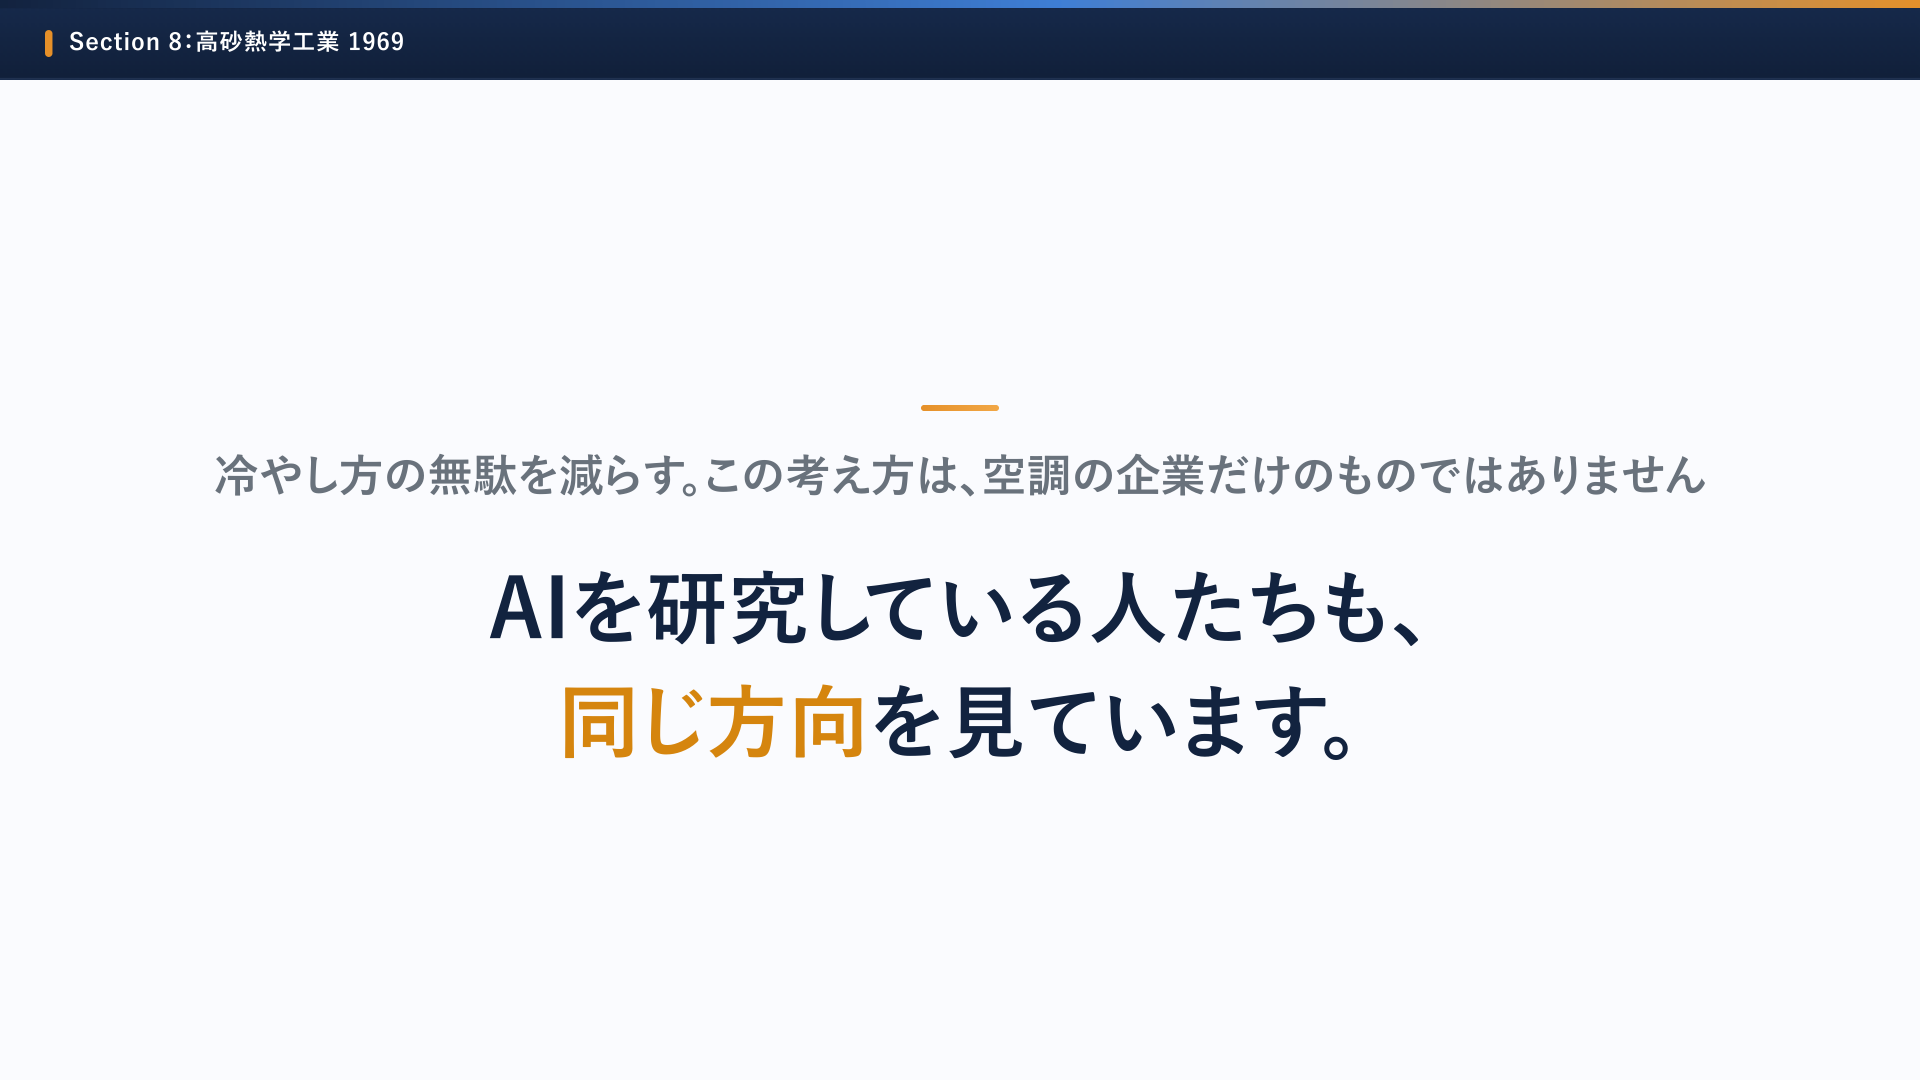 Section 8：高砂熱学工業 1969
冷やし方の無駄を減らす。この考え方は、空調の企業だけのものではありません
AIを研究している人たちも、
同じ方向を見ています。